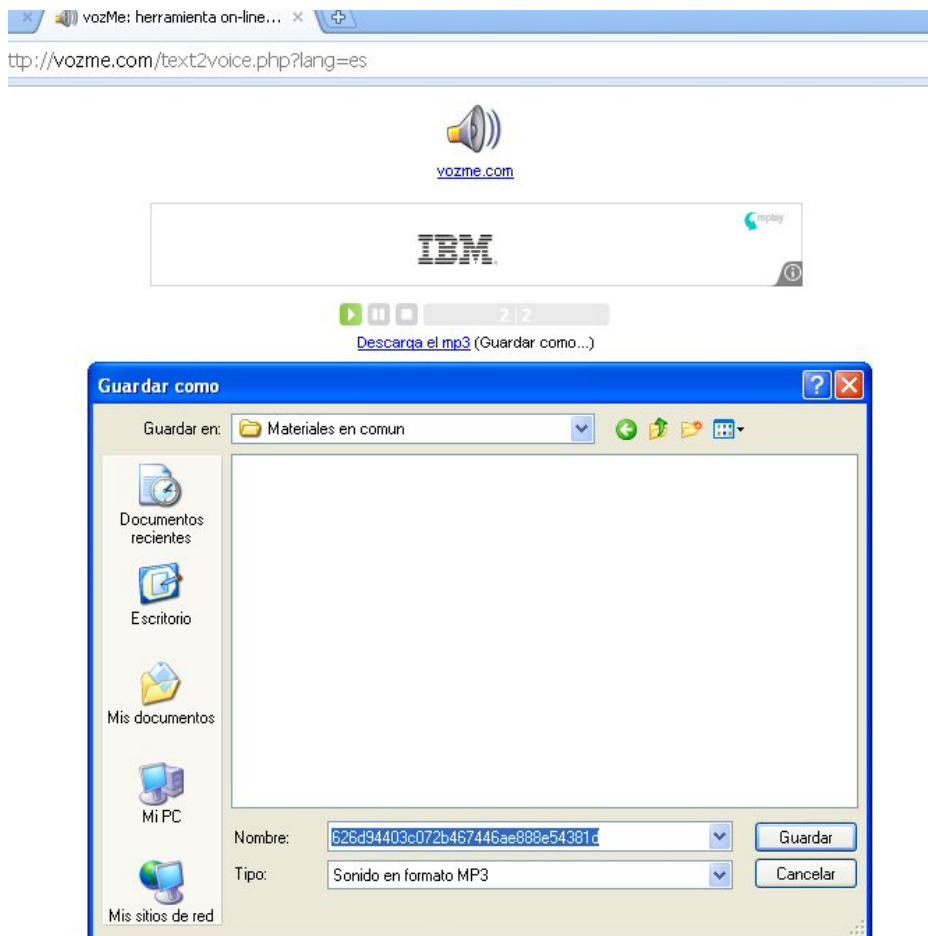 vozMe: herramienta on-line...
ttp://vozme.com/text2voice.php?lang=es
vozme.com
replay
IBM
2|2
Descarga el mp3 (Guardar como...)
Guardar como
Guardar en:
Materiales en comun
Documentos
recientes
Escritorio
Mis documentos
Mi PC
Mis sitios de red
Nombre:
626d94403c072b467446ae888e54381d
Guardar
Tipo:
Sonido en formato MP3
Cancelar